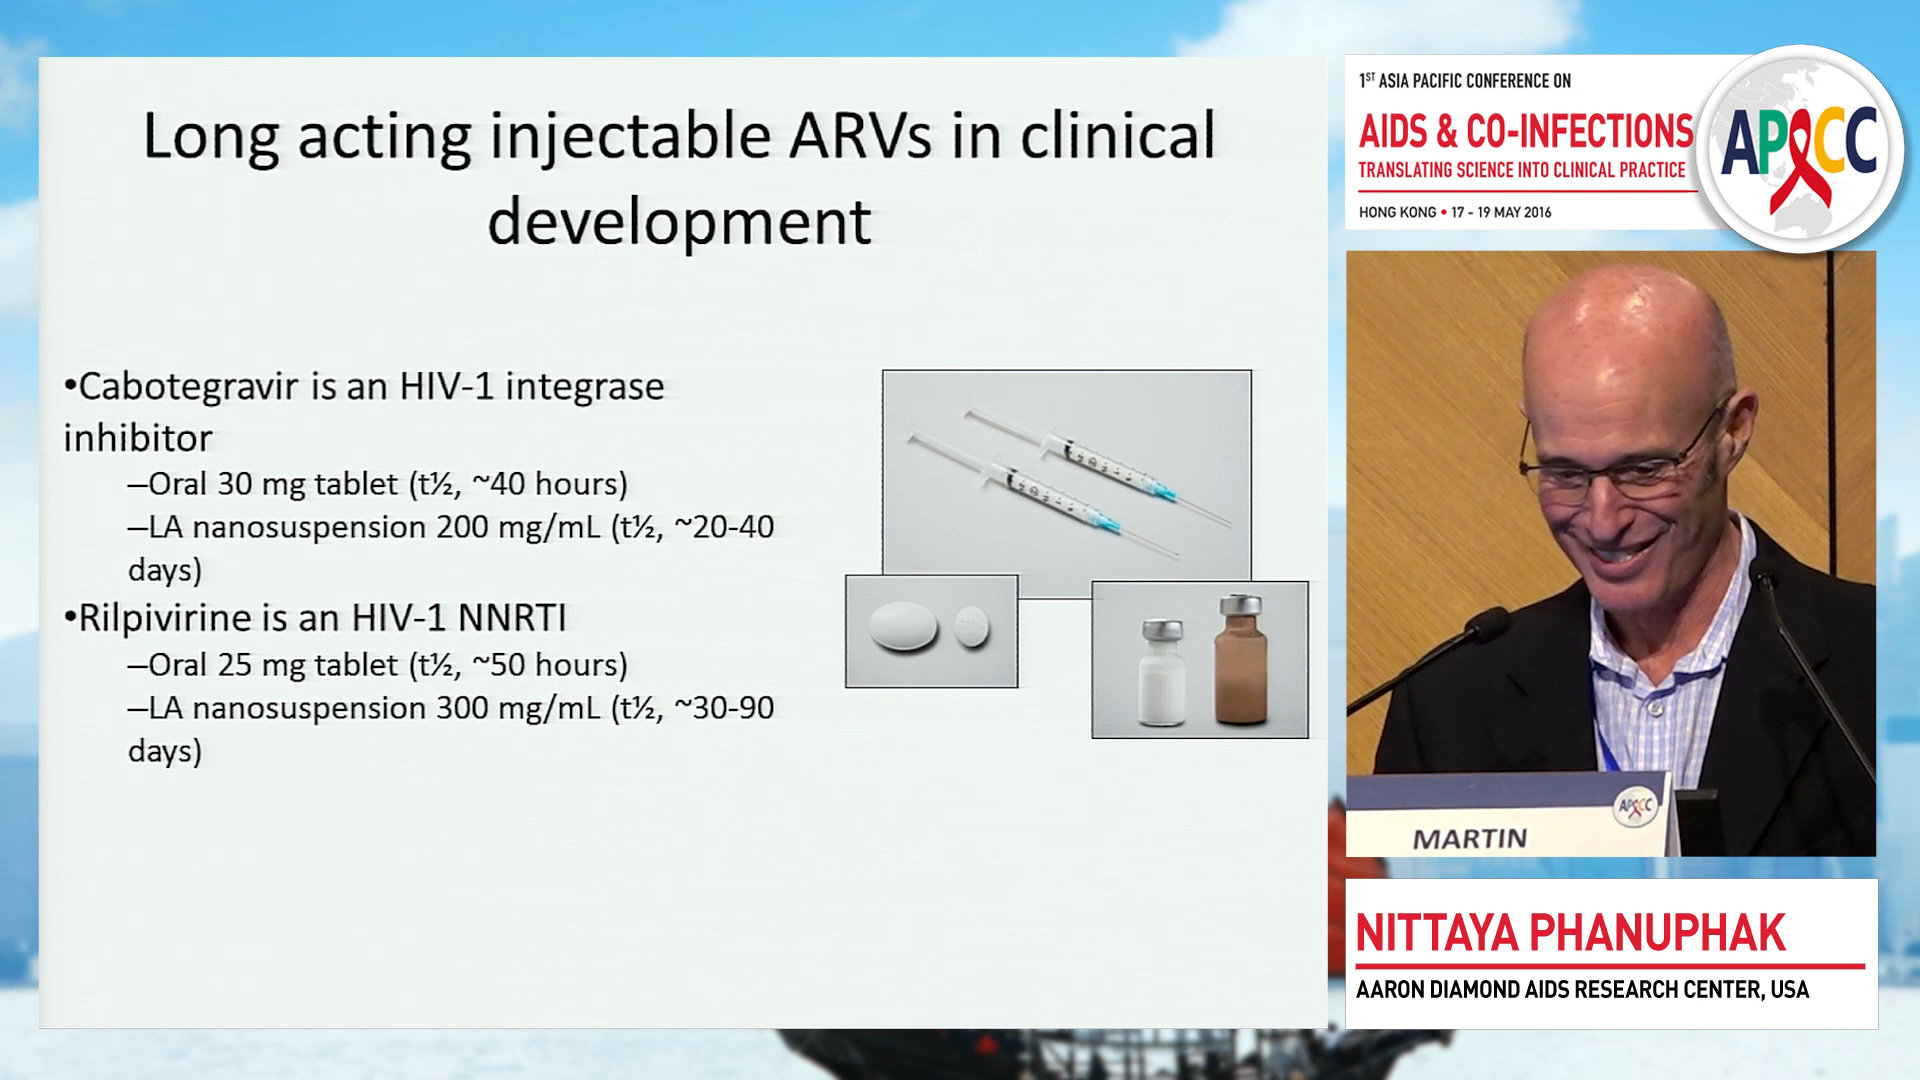 Long acting injectable ARVs in clinical
development
•Cabotegravir is an HIV-1 integrase
inhibitor
–Oral 30 mg tablet (t½, ~40 hours)
–LA nanosuspension 200 mg/mL (t½, ~20-40
days)
•Rilpivirine is an HIV-1 NNRTI
–Oral 25 mg tablet (t½, ~50 hours)
–LA nanosuspension 300 mg/mL (t½, ~30-90
days)
1ST ASIA PACIFIC CONFERENCE ON
AIDS & CO-INFECTIONS
TRANSLATING SCIENCE INTO CLINICAL PRACTICE
HONG KONG • 17 - 19 MAY 2016
APACC
APACC
MARTIN
NITTAYA PHANUPHAK
AARON DIAMOND AIDS RESEARCH CENTER, USA